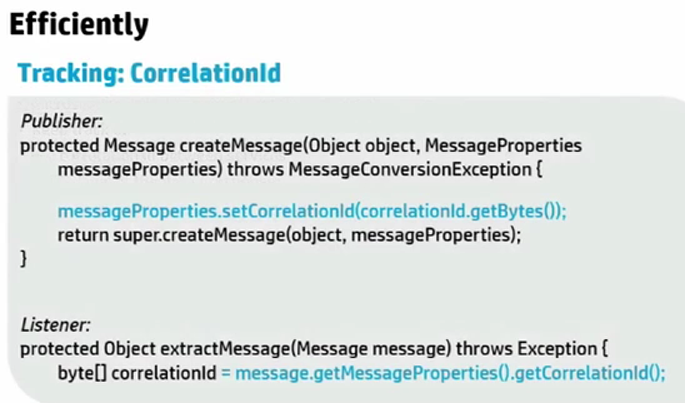 Efficiently
Tracking: CorrelationId
Publisher:
protected Message createMessage(Object object, MessageProperties
messageProperties) throws MessageConversionException {
messageProperties.setCorrelationId(correlationId.getBytes());
return super.createMessage(object, messageProperties);
}
Listener:
protected Object extractMessage(Message message) throws Exception {
byte[] correlationId = message.getMessageProperties().getCorrelationId();